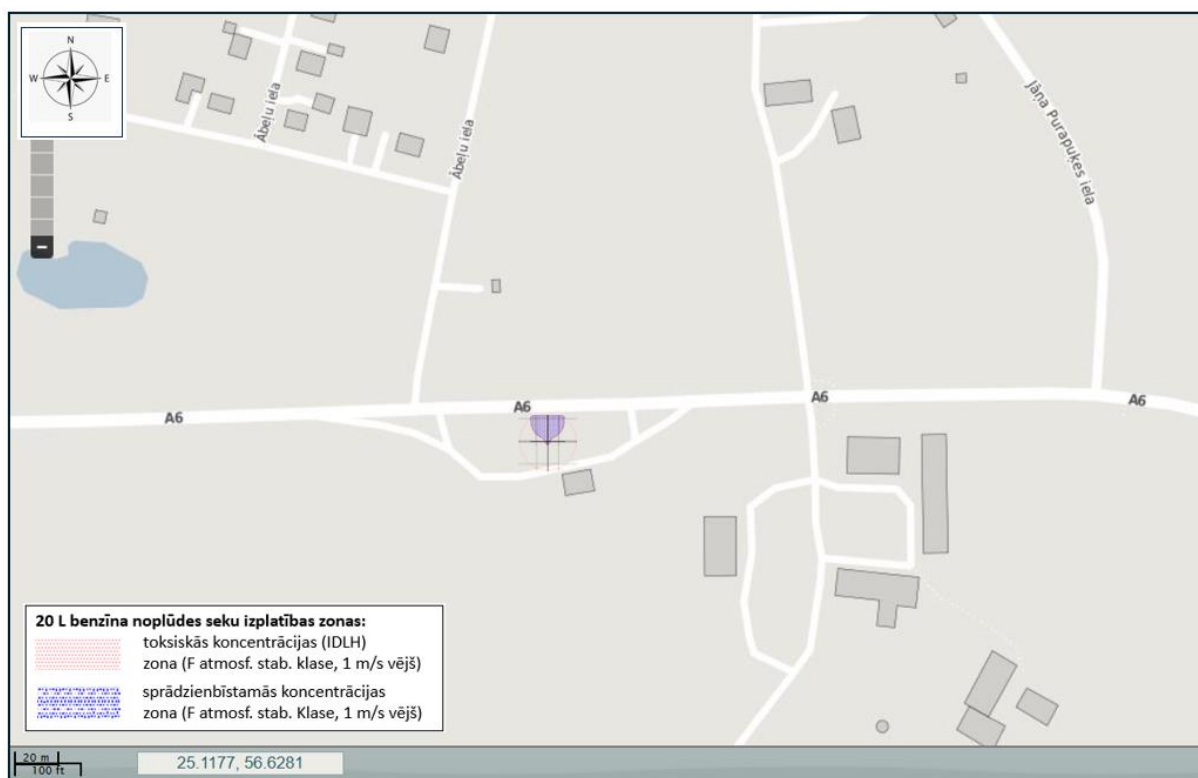 N
W E
S
Ābeļu iela
Ābeļu iela
Jāņa Purapuķes iela
A6
A6
A6
A6
20 L benzīna noplūdes seku izplatības zonas:
toksiskās koncentrācijas (IDLH)
zona (F atmosf. stab. klase, 1 m/s vējš)
sprādzienbīstamās koncentrācijas
zona (F atmosf. stab. Klase, 1 m/s vējš)
20 m
100 ft
25.1177, 56.6281